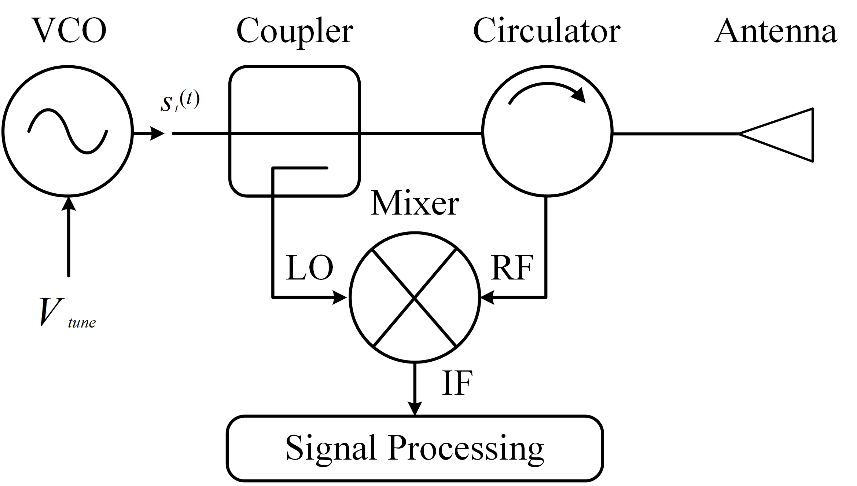 VCO
Coupler
Circulator
Antenna
s_t(t)
Mixer
LO
RF
V_tune
IF
Signal Processing